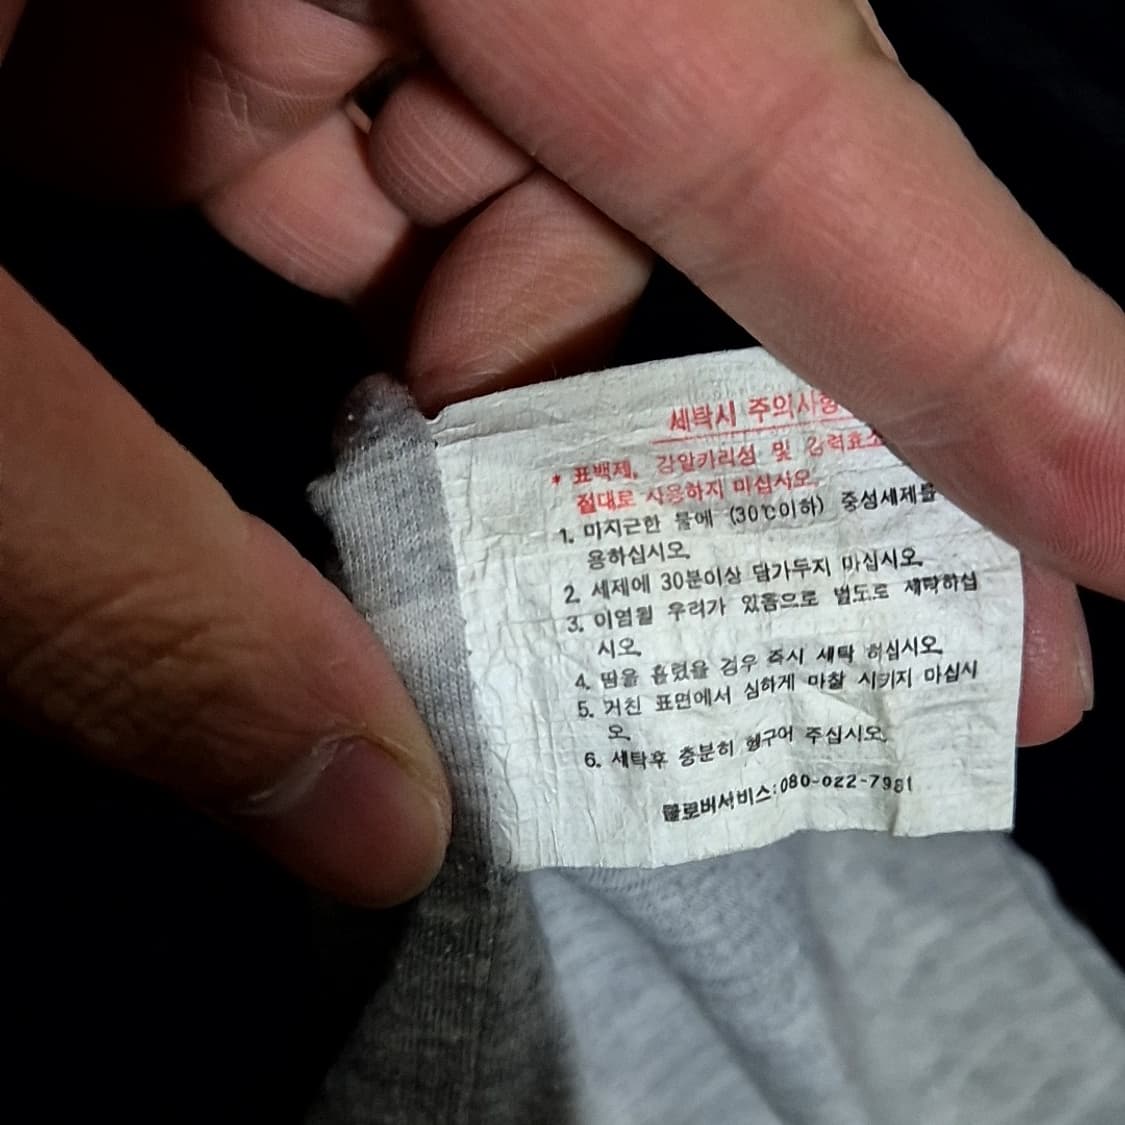 세탁시 주의사항
* 표백제, 강알카리성 및 강력효소
절대로 사용하지 마십시오.
1. 미지근한 물에 (30℃이하) 중성세제를
용하십시오.
2. 세제에 30분이상 담가두지 마십시오.
3. 이염될 우려가 있음으로 별도로 세탁하십
시오.
4. 땀을 흘렸을 경우 즉시 세탁 하십시오.
5. 거친 표면에서 심하게 마찰 시키지 마십시
오.
6. 세탁후 충분히 헹구어 주십시오.
클로버서비스:080-022-7981